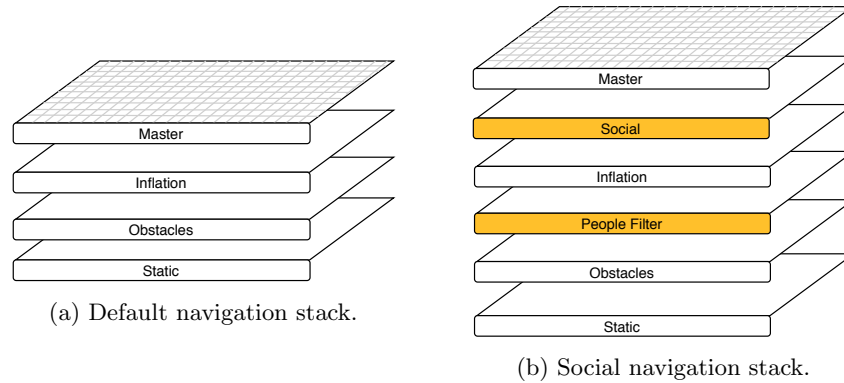 Master
Inflation
Obstacles
Static
(a) Default navigation stack.
Master
Social
Inflation
People Filter
Obstacles
Static
(b) Social navigation stack.